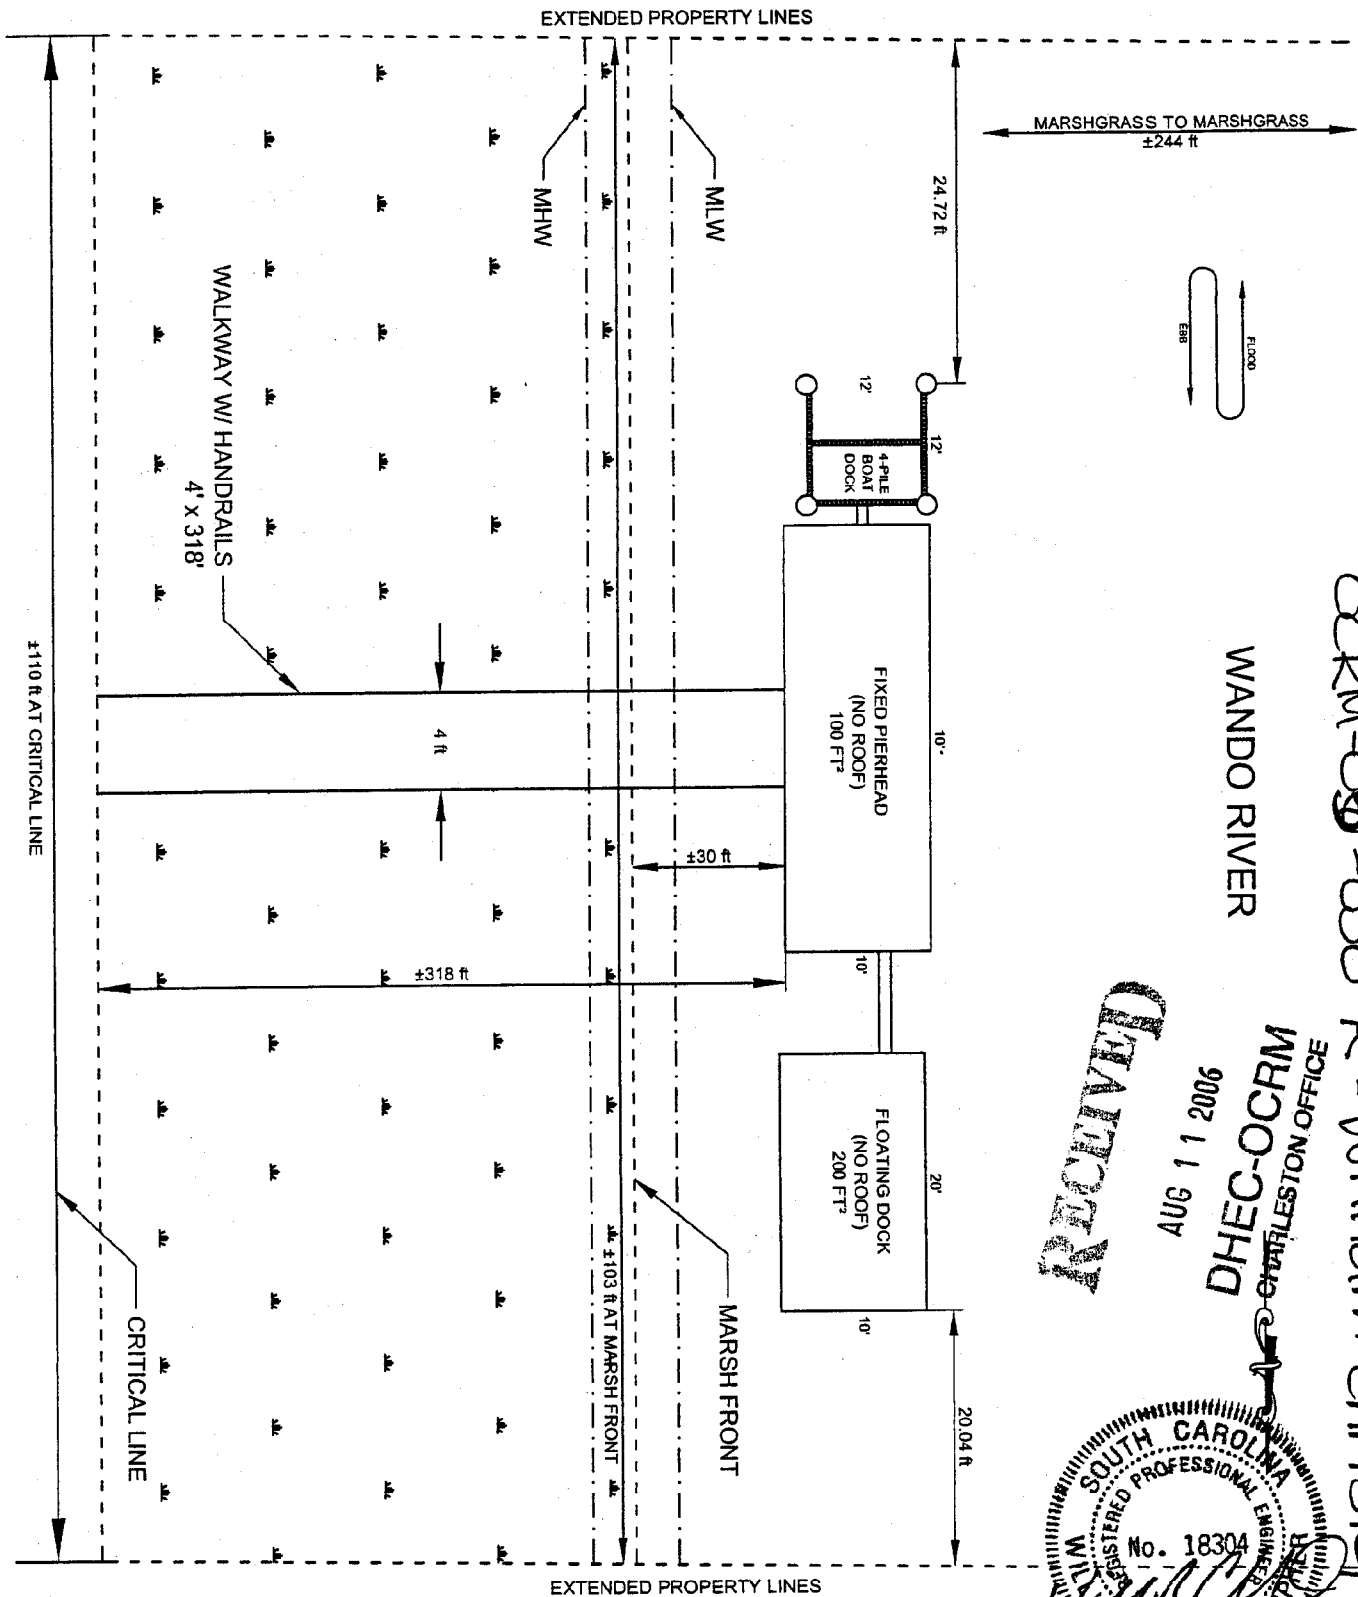 EXTENDED PROPERTY LINES
MARSHGRASS TO MARSHGRASS
±244 ft
24.72 ft
FLOOD
EBB
MHW
MLW
WALKWAY W/ HANDRAILS
4' x 318'
12'
12'
4-PILE
BOAT
DOCK
WANDO RIVER
FIXED PIERHEAD
(NO ROOF)
100 FT²
10'
10'
4 ft
±30 ft
±318 ft
±110 ft AT CRITICAL LINE
FLOATING DOCK
(NO ROOF)
200 FT²
20'
10'
20.04 ft
±103 ft AT MARSH FRONT
MARSH FRONT
CRITICAL LINE
RECEIVED
AUG 11 2006
DHEC-OCRM
CHARLESTON OFFICE
SOUTH CAROLINA
REGISTERED PROFESSIONAL ENGINEER
No. 18304
EXTENDED PROPERTY LINES